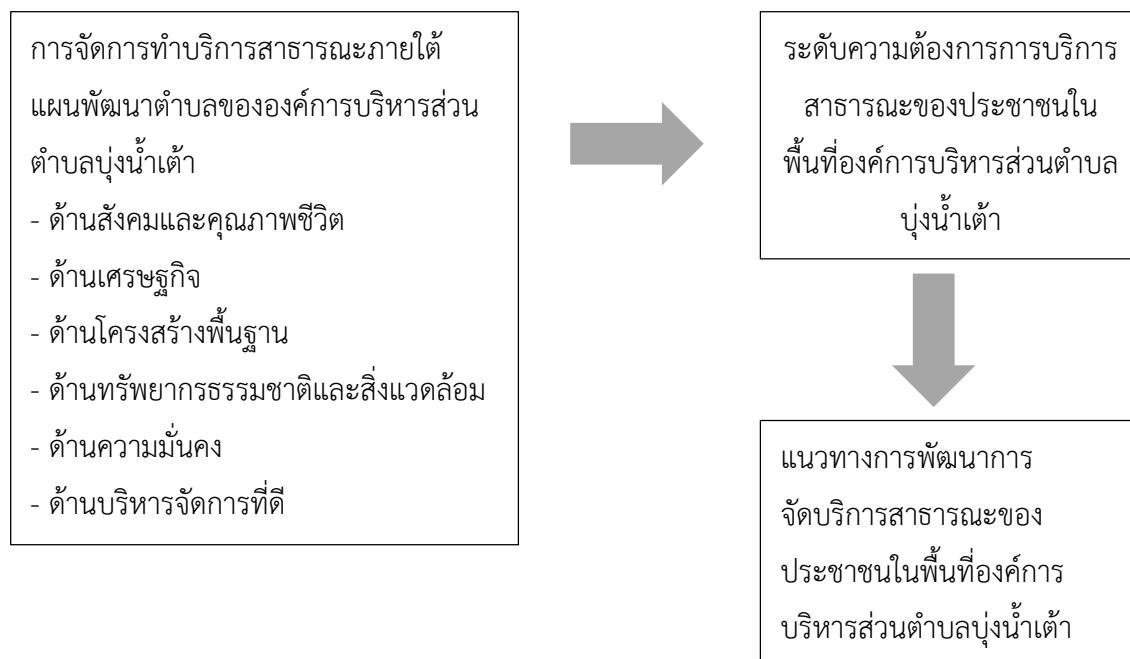 การจัดการทำบริการสาธารณะภายใต้
แผนพัฒนาตำบลขององค์การบริหารส่วน
ตำบลบุ่งน้ำเต้า
- ด้านสังคมและคุณภาพชีวิต
- ด้านเศรษฐกิจ
- ด้านโครงสร้างพื้นฐาน
- ด้านทรัพยากรธรรมชาติและสิ่งแวดล้อม
- ด้านความมั่นคง
- ด้านบริหารจัดการที่ดี
ระดับความต้องการการบริการ
สาธารณะของประชาชนใน
พื้นที่องค์การบริหารส่วนตำบล
บุ่งน้ำเต้า
แนวทางการพัฒนาการ
จัดบริการสาธารณะของ
ประชาชนในพื้นที่องค์การ
บริหารส่วนตำบลบุ่งน้ำเต้า